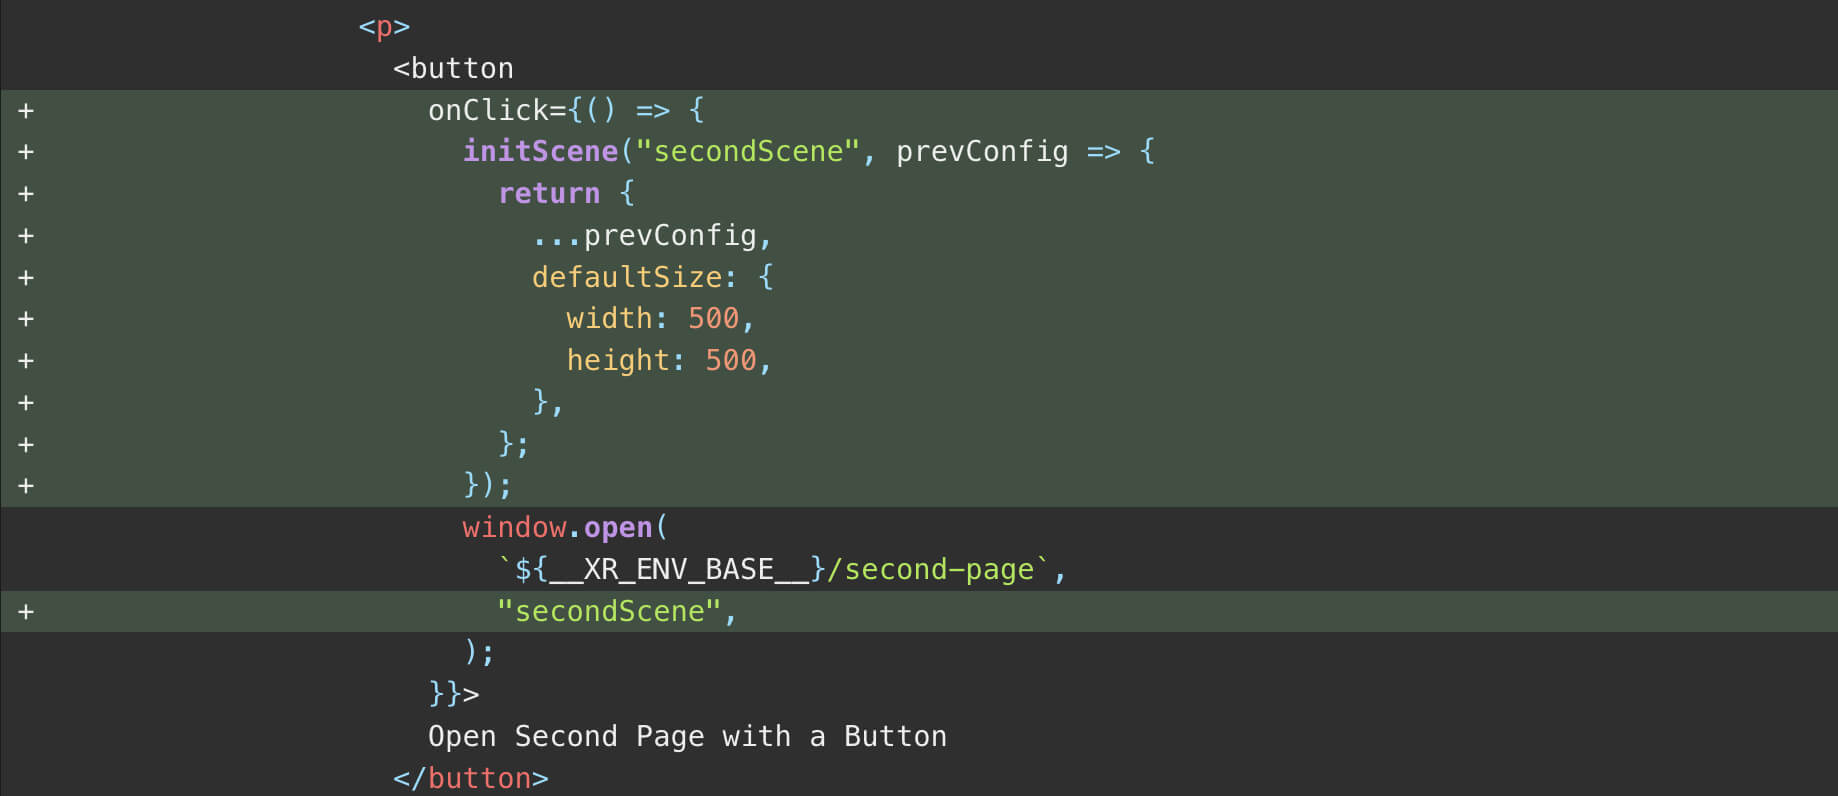 <p>
<button
+ onClick={() => {
+ initScene("secondScene", prevConfig => {
+ return {
+ ...prevConfig,
+ defaultSize: {
+ width: 500,
+ height: 500,
+ },
+ };
+ });
window.open(
`${__XR_ENV_BASE__}/second-page`,
+ "secondScene",
);
}}>
Open Second Page with a Button
</button>